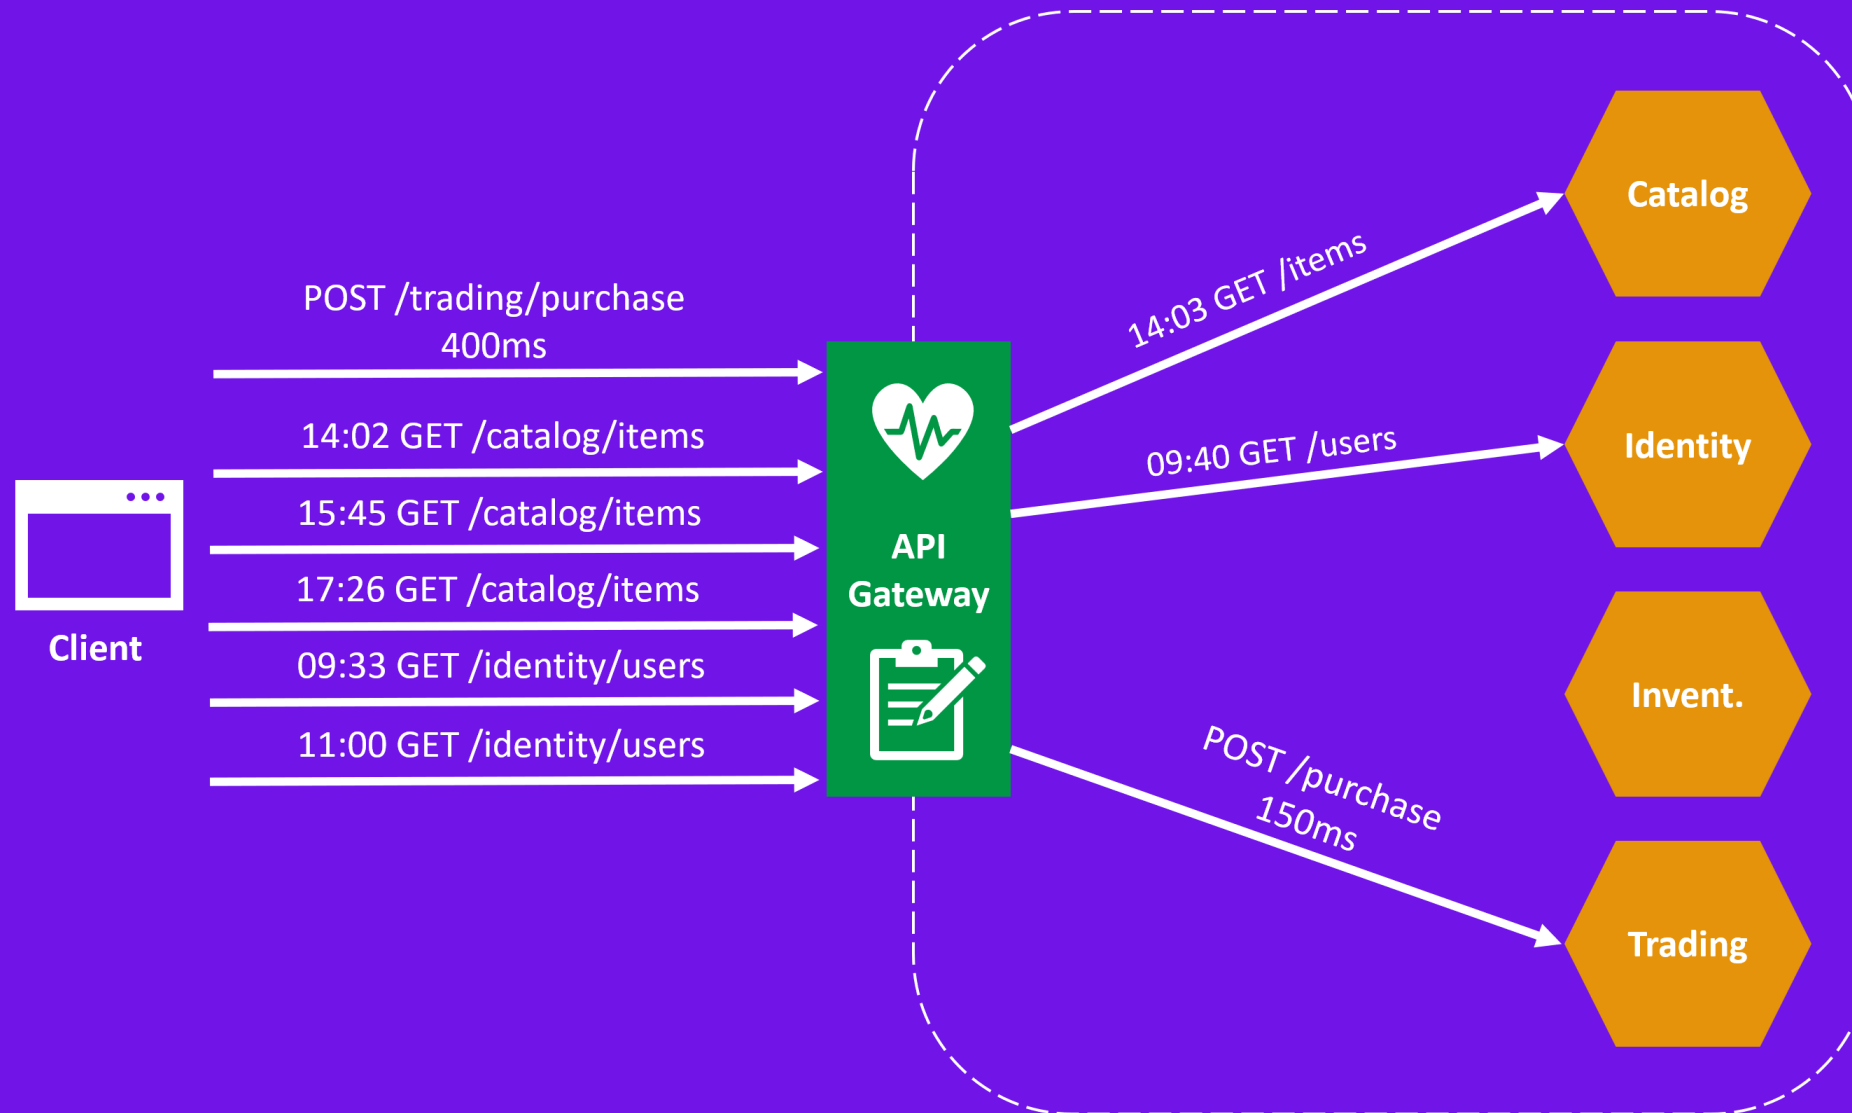 POST /trading/purchase
400ms
14:02 GET /catalog/items
15:45 GET /catalog/items
17:26 GET /catalog/items
09:33 GET /identity/users
11:00 GET /identity/users
Client
API
Gateway
14:03 GET /items
09:40 GET /users
POST /purchase
150ms
Catalog
Identity
Invent.
Trading